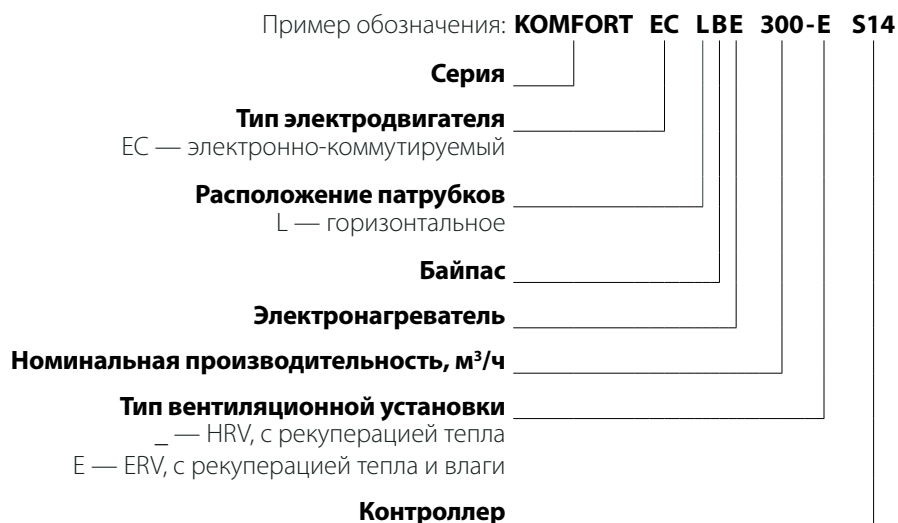 Пример обозначения: KOMFORT EC LBE 300-E S14
Серия
Тип электродвигателя
EC — электронно-коммутируемый
Расположение патрубков
L — горизонтальное
Байпас
Электронагреватель
Номинальная производительность, м³/ч
Тип вентиляционной установки
_ — HRV, с рекуперацией тепла
E — ERV, с рекуперацией тепла и влаги
Контроллер